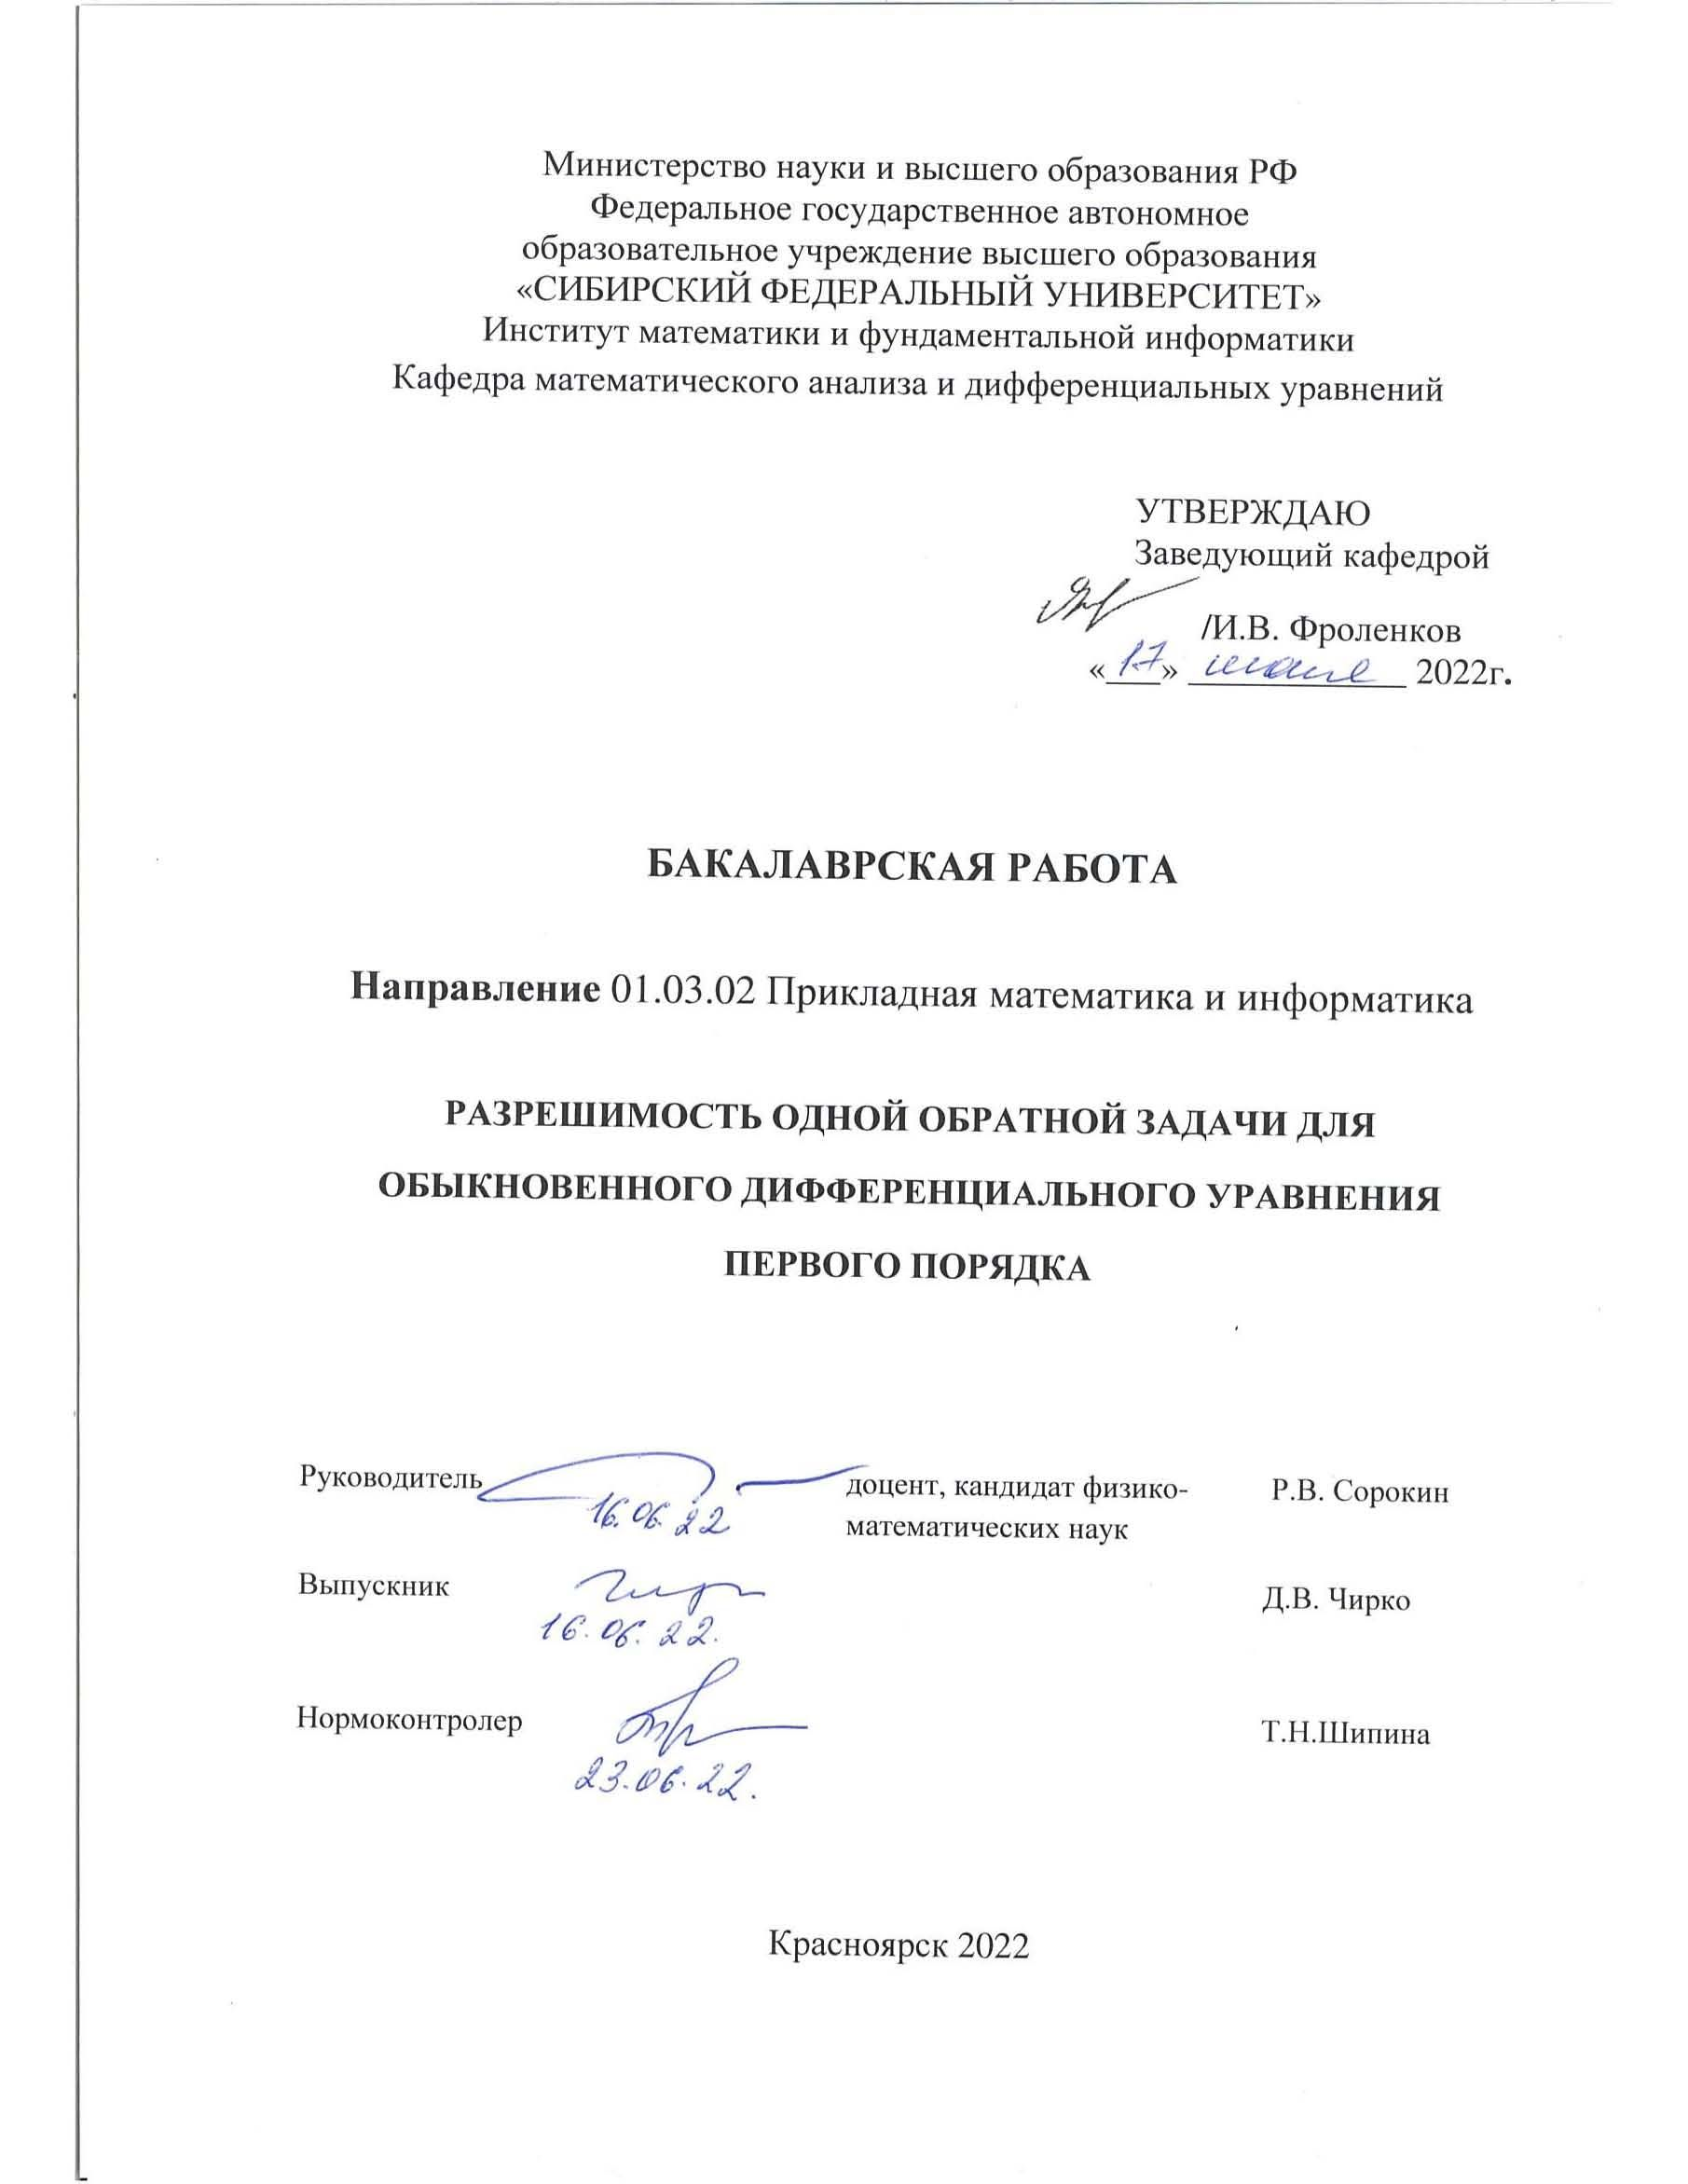 Министерство науки и высшего образования РФ
Федеральное государственное автономное
образовательное учреждение высшего образования
«СИБИРСКИЙ ФЕДЕРАЛЬНЫЙ УНИВЕРСИТЕТ»
Институт математики и фундаментальной информатики
Кафедра математического анализа и дифференциальных уравнений
УТВЕРЖДАЮ
Заведующий кафедрой
/И.В. Фроленков
«17» июня 2022г.
БАКАЛАВРСКАЯ РАБОТА
Направление 01.03.02 Прикладная математика и информатика
РАЗРЕШИМОСТЬ ОДНОЙ ОБРАТНОЙ ЗАДАЧИ ДЛЯ
ОБЫКНОВЕННОГО ДИФФЕРЕНЦИАЛЬНОГО УРАВНЕНИЯ
ПЕРВОГО ПОРЯДКА
Руководитель доцент, кандидат физико- Р.В. Сорокин
16.06.22 математических наук
Выпускник Д.В. Чирко
16.06.22.
Нормоконтролер Т.Н.Шипина
23.06.22.
Красноярск 2022